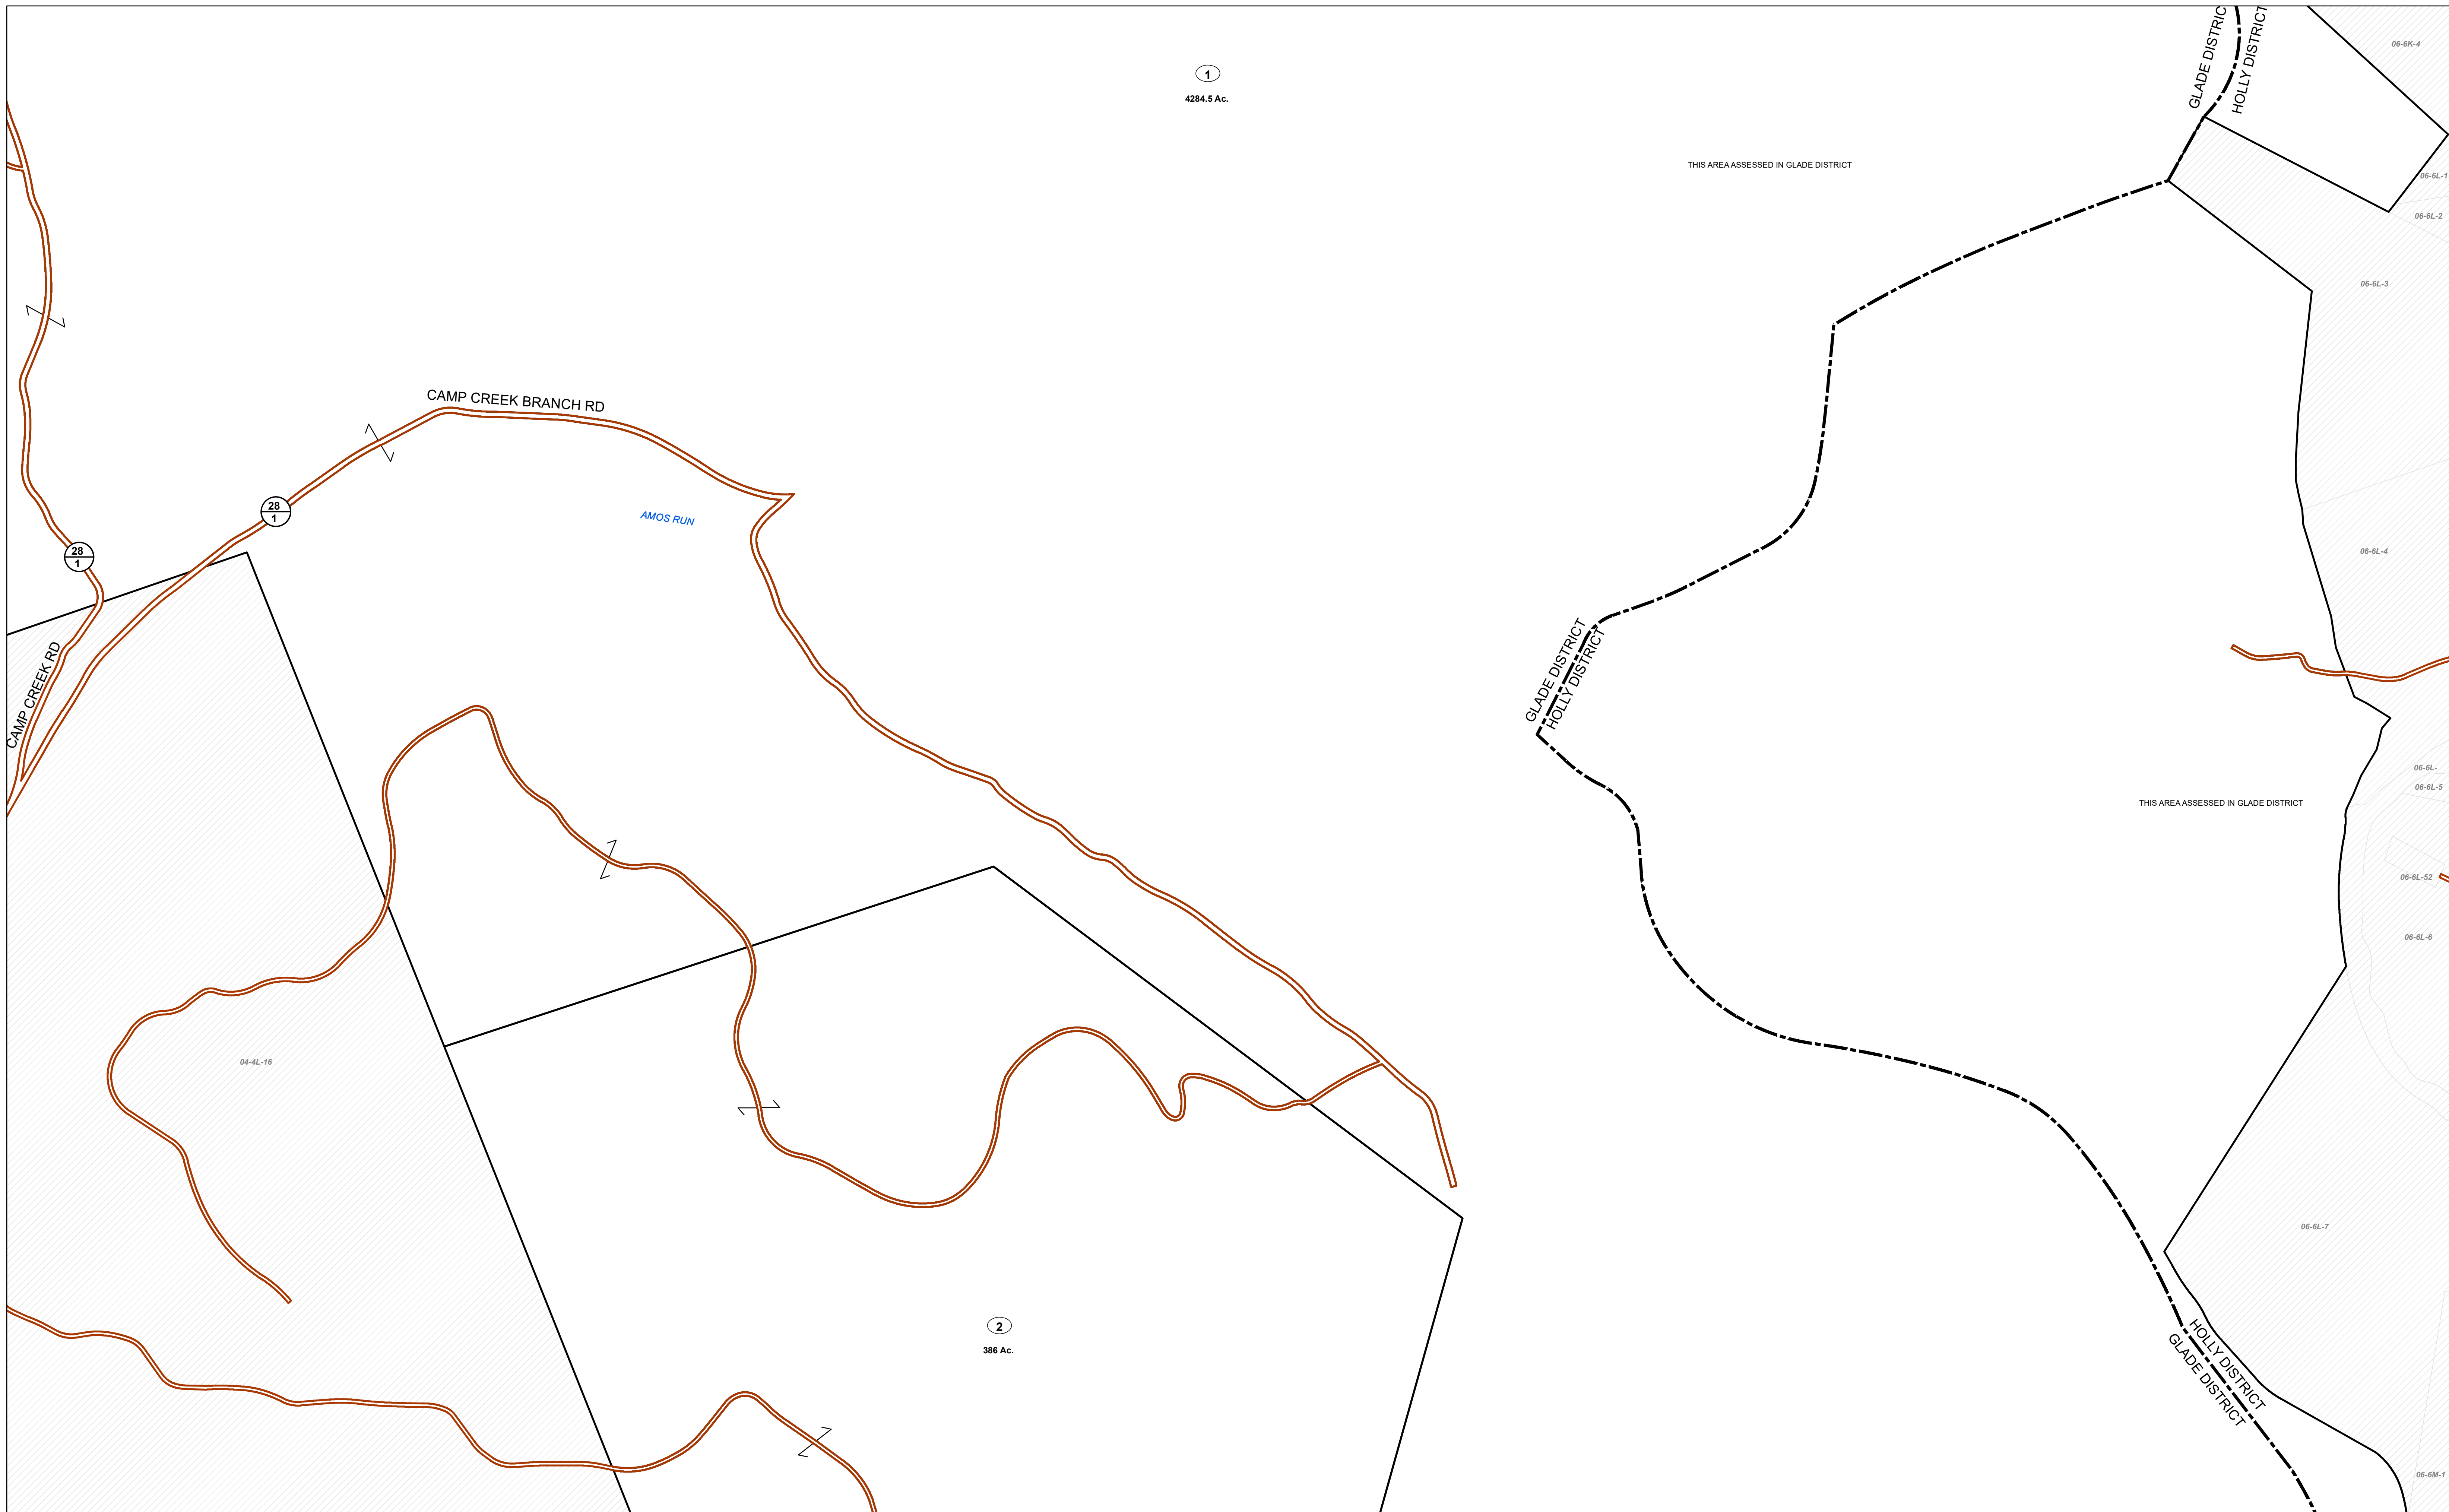 GLADE DISTRIC
HOLLY DISTRICT
06-6K-4
1
4284.5 Ac.
THIS AREA ASSESSED IN GLADE DISTRICT
06-6L-1
06-6L-2
06-6L-3
CAMP CREEK BRANCH RD
28
1
AMOS RUN
28
1
06-6L-4
CAMP CREEK RD
GLADE DISTRICT
HOLLY DISTRICT
06-6L-
06-6L-5
THIS AREA ASSESSED IN GLADE DISTRICT
06-6L-52
06-6L-6
04-4L-16
06-6L-7
2
386 Ac.
HOLLY DISTRICT
GLADE DISTRICT
06-6M-1